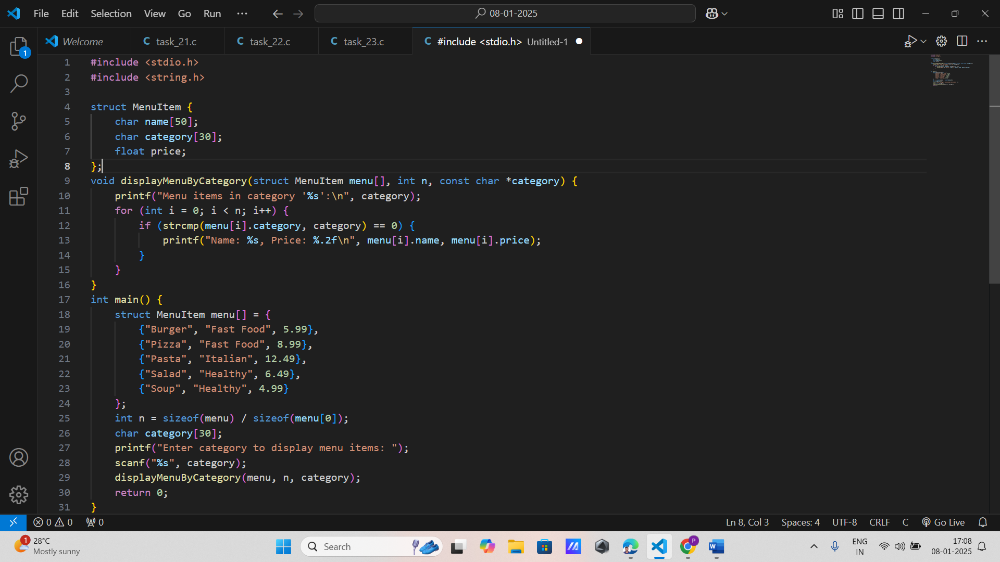 File Edit Selection View Go Run ··· 08-01-2025
Welcome task_21.c task_22.c task_23.c #include <stdio.h> Untitled-1
1
1 #include <stdio.h>
2 #include <string.h>
3
4 struct MenuItem {
5     char name[50];
6     char category[30];
7     float price;
8 };
9 void displayMenuByCategory(struct MenuItem menu[], int n, const char *category) {
10     printf("Menu items in category '%s':\n", category);
11     for (int i = 0; i < n; i++) {
12         if (strcmp(menu[i].category, category) == 0) {
13             printf("Name: %s, Price: %.2f\n", menu[i].name, menu[i].price);
14         }
15     }
16 }
17 int main() {
18     struct MenuItem menu[] = {
19         {"Burger", "Fast Food", 5.99},
20         {"Pizza", "Fast Food", 8.99},
21         {"Pasta", "Italian", 12.49},
22         {"Salad", "Healthy", 6.49},
23         {"Soup", "Healthy", 4.99}
24     };
25     int n = sizeof(menu) / sizeof(menu[0]);
26     char category[30];
27     printf("Enter category to display menu items: ");
28     scanf("%s", category);
29     displayMenuByCategory(menu, n, category);
30     return 0;
31 }
0 0 0 Ln 8, Col 3 Spaces: 4 UTF-8 CRLF C Go Live
1 28°C
Mostly sunny
Search
W
P
ENG
IN
17:08
08-01-2025